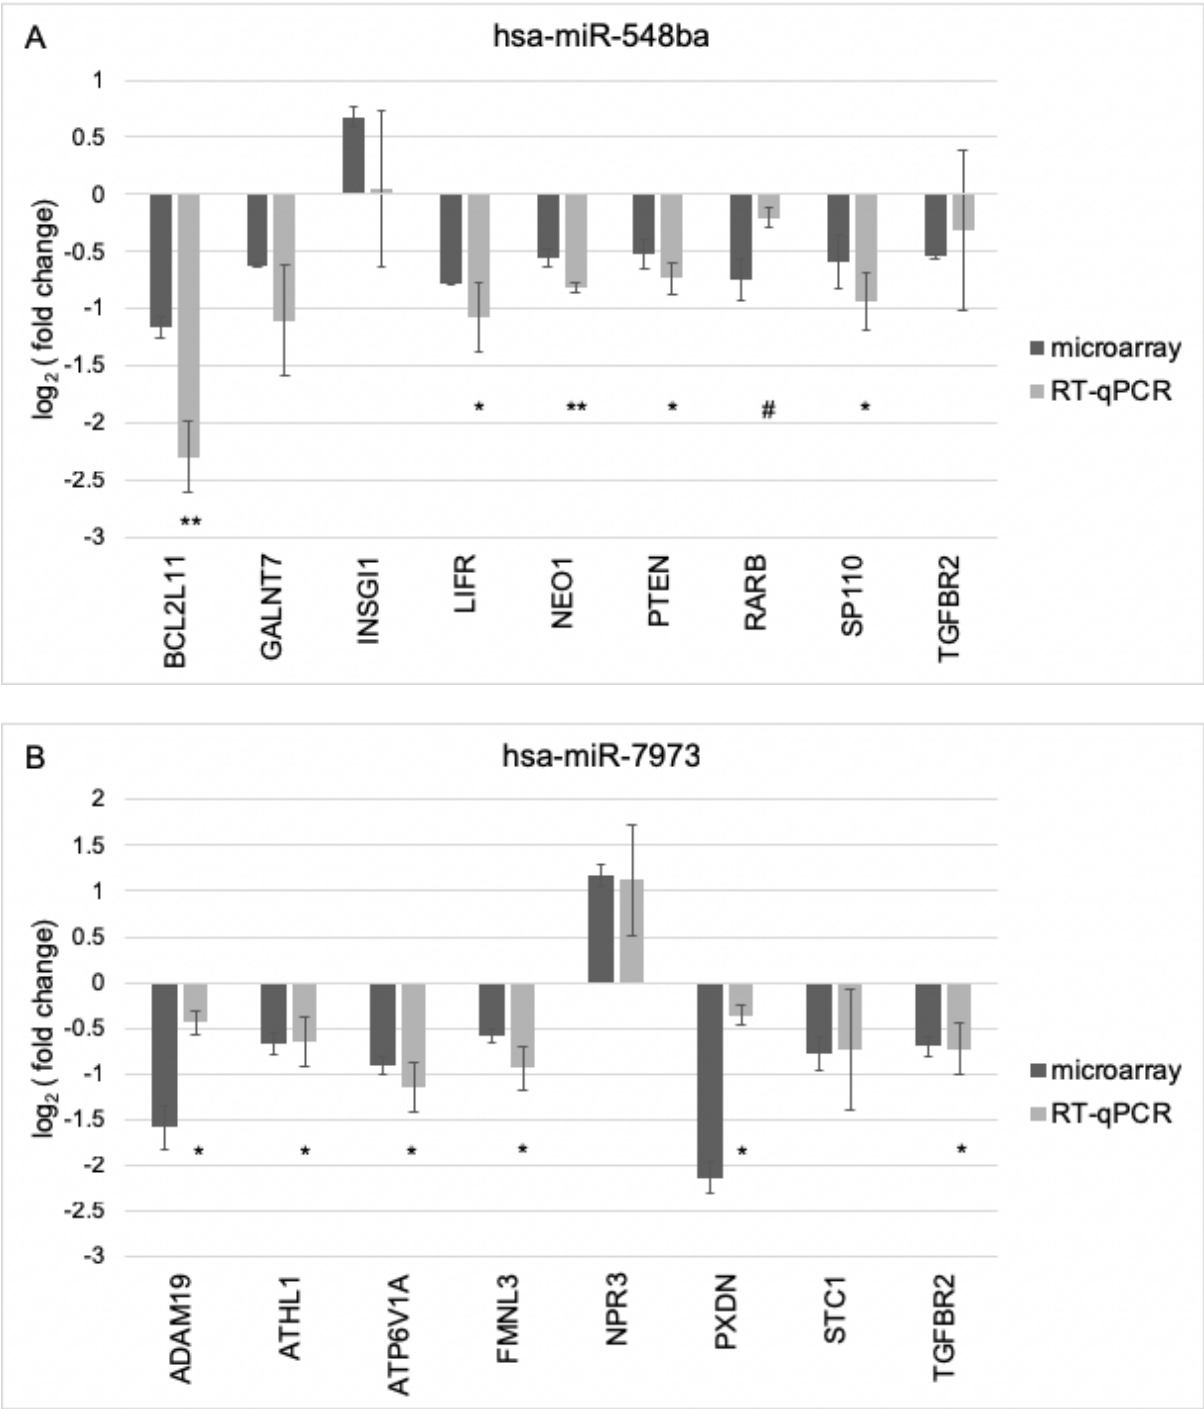 A
hsa-miR-548ba
1
0.5
0
-0.5
-1
-1.5
-2
-2.5
-3
log₂ ( fold change)
* ** * # *
**
microarray
RT-qPCR
BCL2L11
GALNT7
INSGI1
LIFR
NEO1
PTEN
RARB
SP110
TGFBR2
B
hsa-miR-7973
2
1.5
1
0.5
0
-0.5
-1
-1.5
-2
-2.5
-3
log₂ ( fold change)
* * * * * *
microarray
RT-qPCR
ADAM19
ATHL1
ATP6V1A
FMNL3
NPR3
PXDN
STC1
TGFBR2